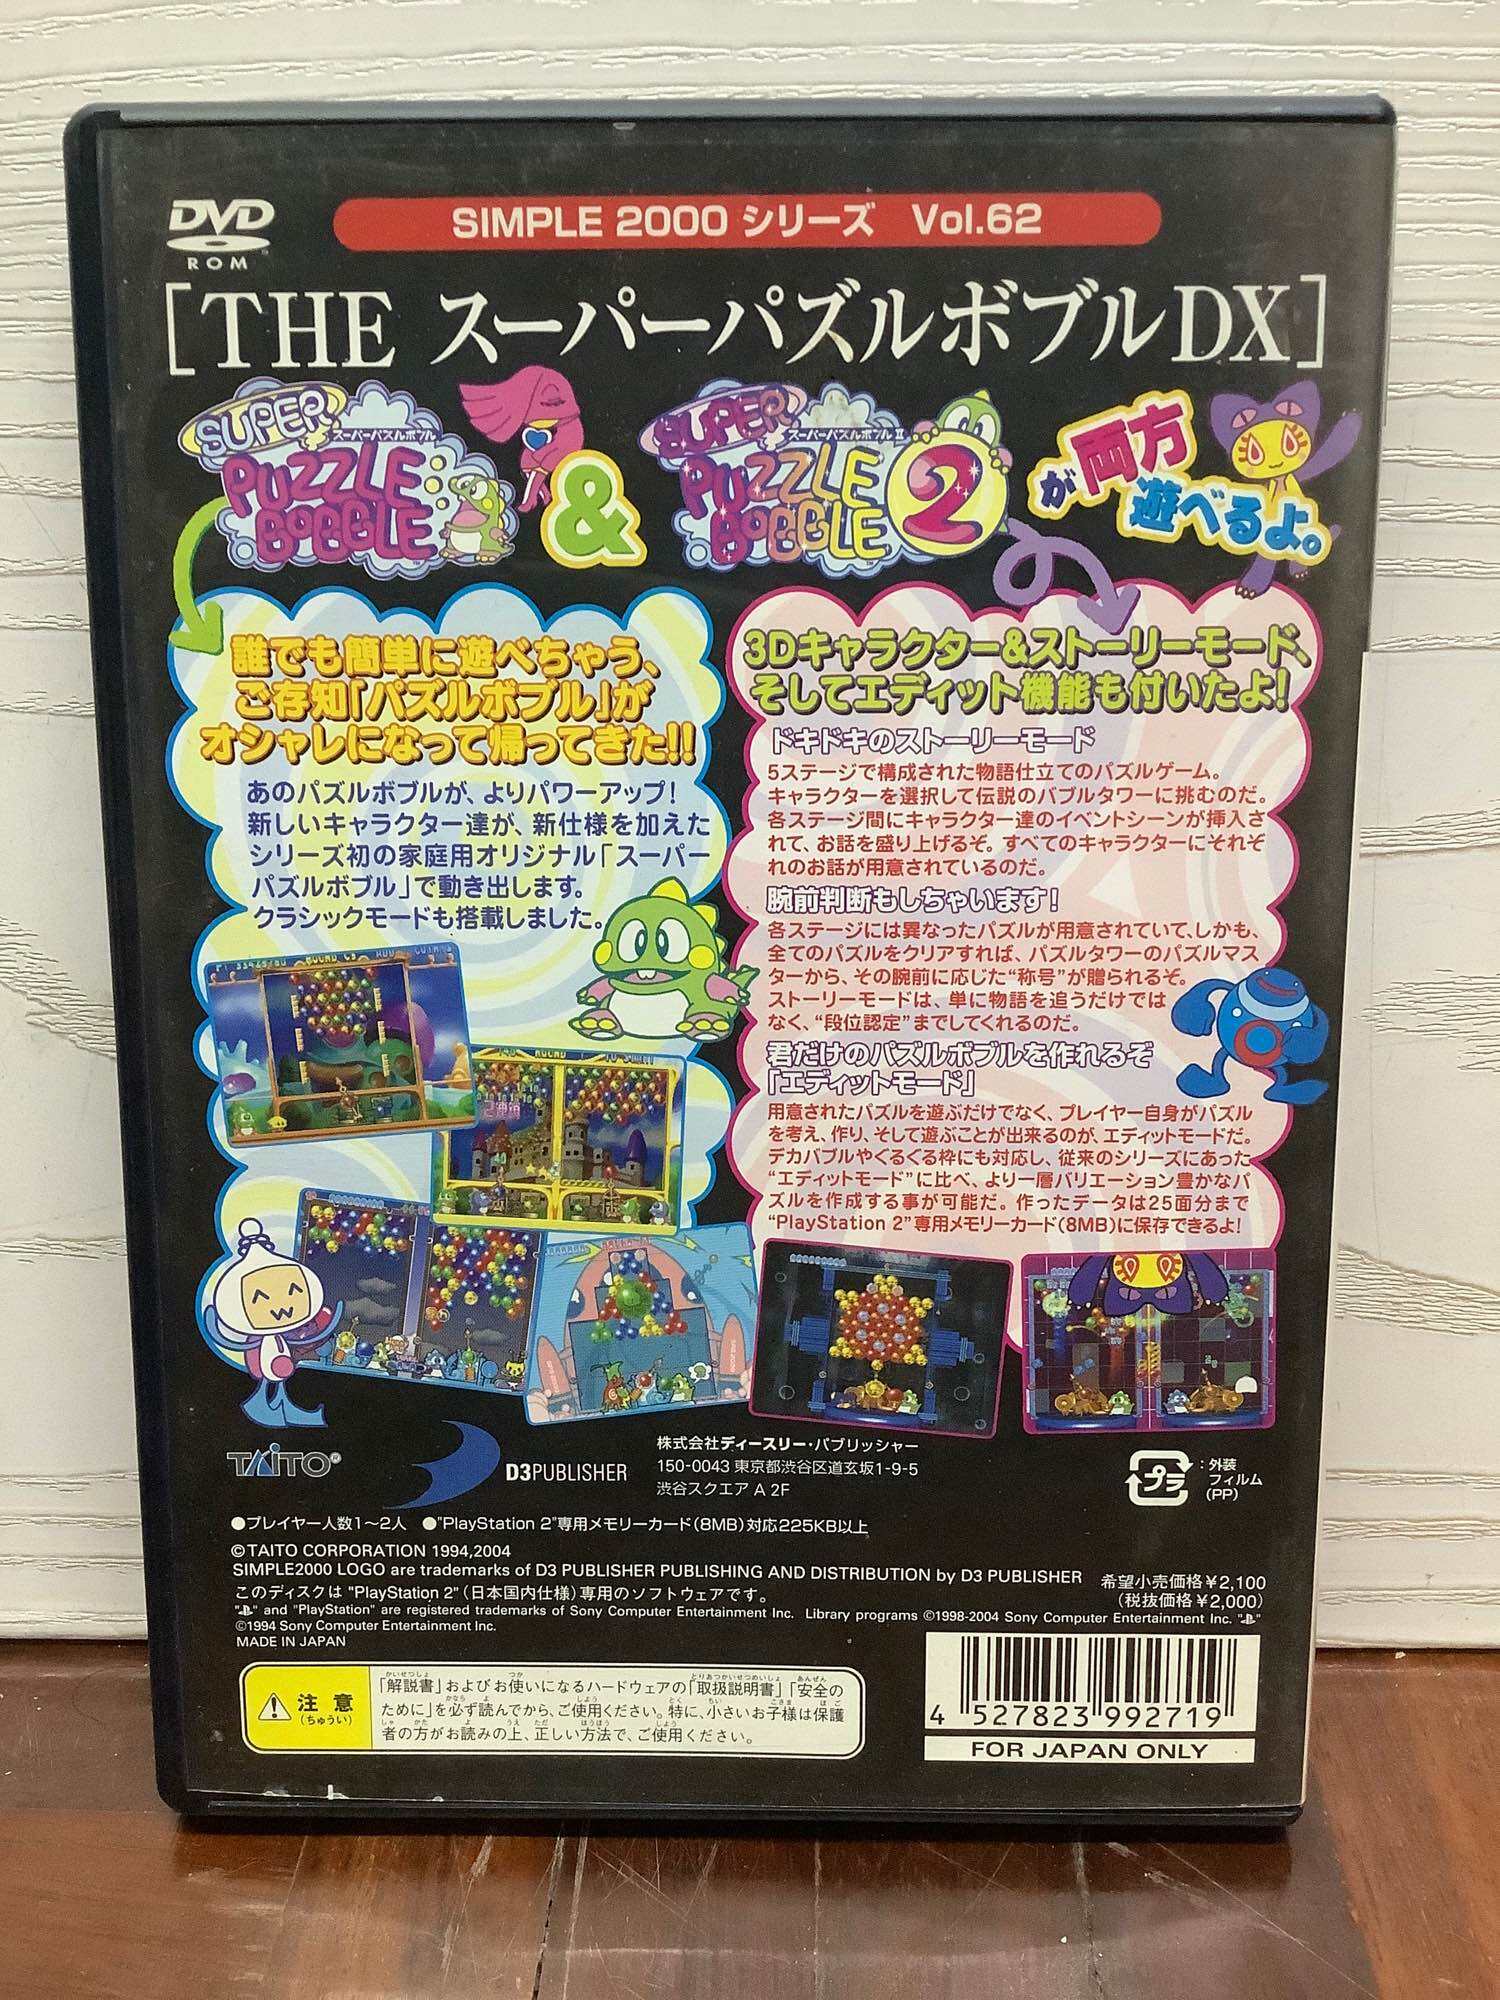 DVD
ROM
SIMPLE 2000 シリーズ Vol.62
[THE スーパーパズルボブルDX]
SUPER
スーパーパズルボブル
PUZZLE
BOBBLE
&
SUPER
スーパーパズルボブルⅡ
PUZZLE
BOBBLE
2
が両方
遊べるよ。
誰でも簡単に遊べちゃう、
ご存知「パズルボブル」が
オシャレになって帰ってきた!!
あのパズルボブルが、よりパワーアップ!
新しいキャラクター達が、新仕様を加えた
シリーズ初の家庭用オリジナル「スーパー
パズルボブル」で動き出します。
クラシックモードも搭載しました。
3Dキャラクター&ストーリーモード、
そしてエディット機能も付いたよ!
ドキドキのストーリーモード
5ステージで構成された物語仕立てのパズルゲーム。
キャラクターを選択して伝説のバブルタワーに挑むのだ。
各ステージ間にキャラクター達のイベントシーンが挿入さ
れて、お話を盛り上げるぞ。すべてのキャラクターにそれぞ
れのお話が用意されているのだ。
腕前判断もしちゃいます!
各ステージには異なったパズルが用意されていて、しかも、
全てのパズルをクリアすれば、パズルタワーのパズルマス
ターから、その腕前に応じた“称号”が贈られるぞ。
ストーリーモードは、単に物語を追うだけでは
なく、“段位認定”までしてくれるのだ。
君だけのパズルボブルを作れるぞ
「エディットモード」
用意されたパズルを遊ぶだけでなく、プレイヤー自身がパズル
を考え、作り、そして遊ぶことが出来るのが、エディットモードだ。
デカバブルやぐるぐる枠にも対応し、従来のシリーズにあった
“エディットモード”に比べ、より一層バリエーション豊かなパ
ズルを作成する事が可能だ。作ったデータは25面分まで
“PlayStation 2”専用メモリーカード(8MB)に保存できるよ!
TAITO®
D3PUBLISHER
株式会社ディースリー・パブリッシャー
150-0043 東京都渋谷区道玄坂1-9-5
渋谷スクエア A 2F
プラ
:外装
フィルム
(PP)
●プレイヤー人数1〜2人 ●"PlayStation 2"専用メモリーカード(8MB)対応225KB以上
©TAITO CORPORATION 1994,2004
SIMPLE2000 LOGO are trademarks of D3 PUBLISHER PUBLISHING AND DISTRIBUTION by D3 PUBLISHER
このディスクは "PlayStation 2"(日本国内仕様)専用のソフトウェアです。
希望小売価格¥2,100
(税抜価格¥2,000)
" " and "PlayStation" are registered trademarks of Sony Computer Entertainment Inc. Library programs ©1998-2004 Sony Computer Entertainment Inc. " "
©1994 Sony Computer Entertainment Inc.
MADE IN JAPAN
注意
(ちゅうい)
「解説書」およびお使いになるハードウェアの「取扱説明書」「安全の
ために」を必ず読んでから、ご使用ください。特に、小さいお子様は保護
者の方がお読みの上、正しい方法で、ご使用ください。
4 527823 992719
FOR JAPAN ONLY